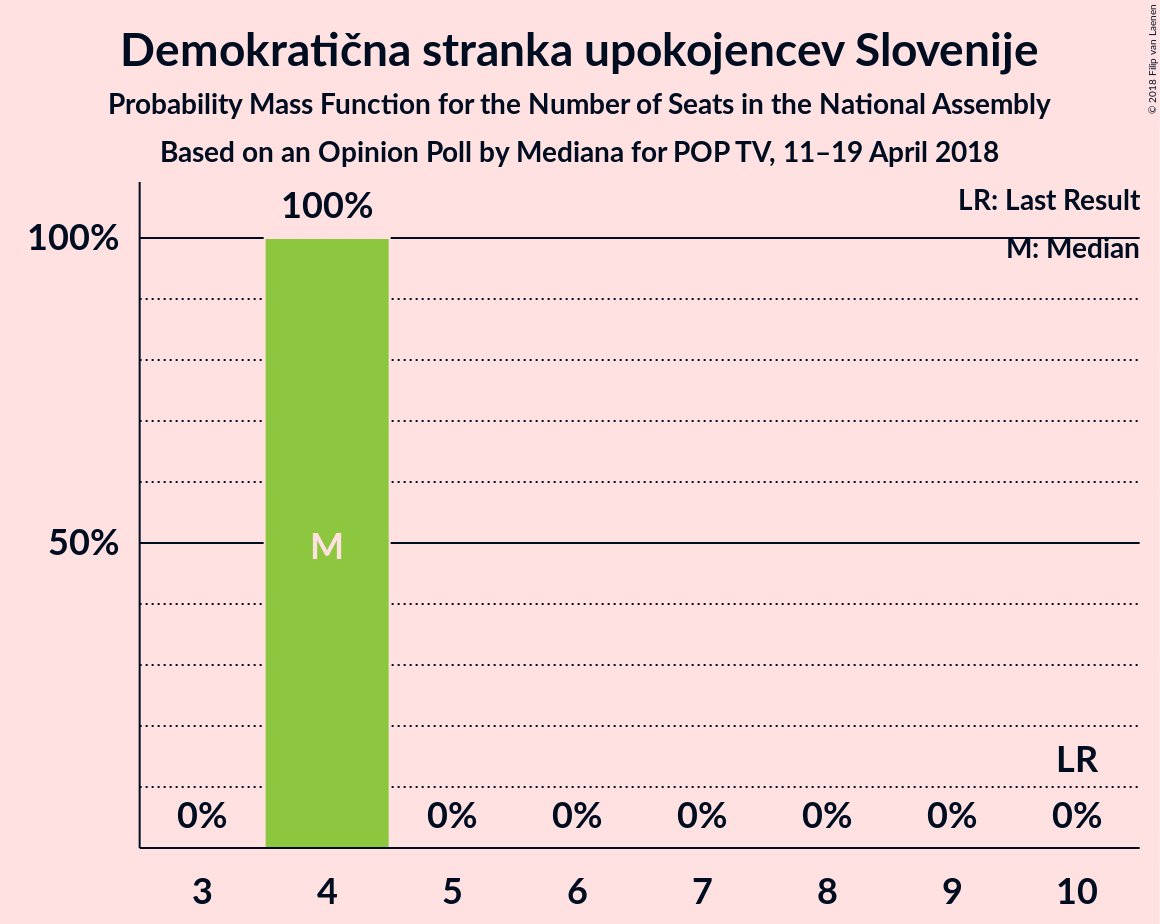 Demokratična stranka upokojencev Slovenije
Probability Mass Function for the Number of Seats in the National Assembly
Based on an Opinion Poll by Mediana for POP TV, 11–19 April 2018
© 2018 Filip van Laenen
LR: Last Result
M: Median
100%
100%
50%
M
LR
0% 0% 0% 0% 0% 0% 0%
3 4 5 6 7 8 9 10